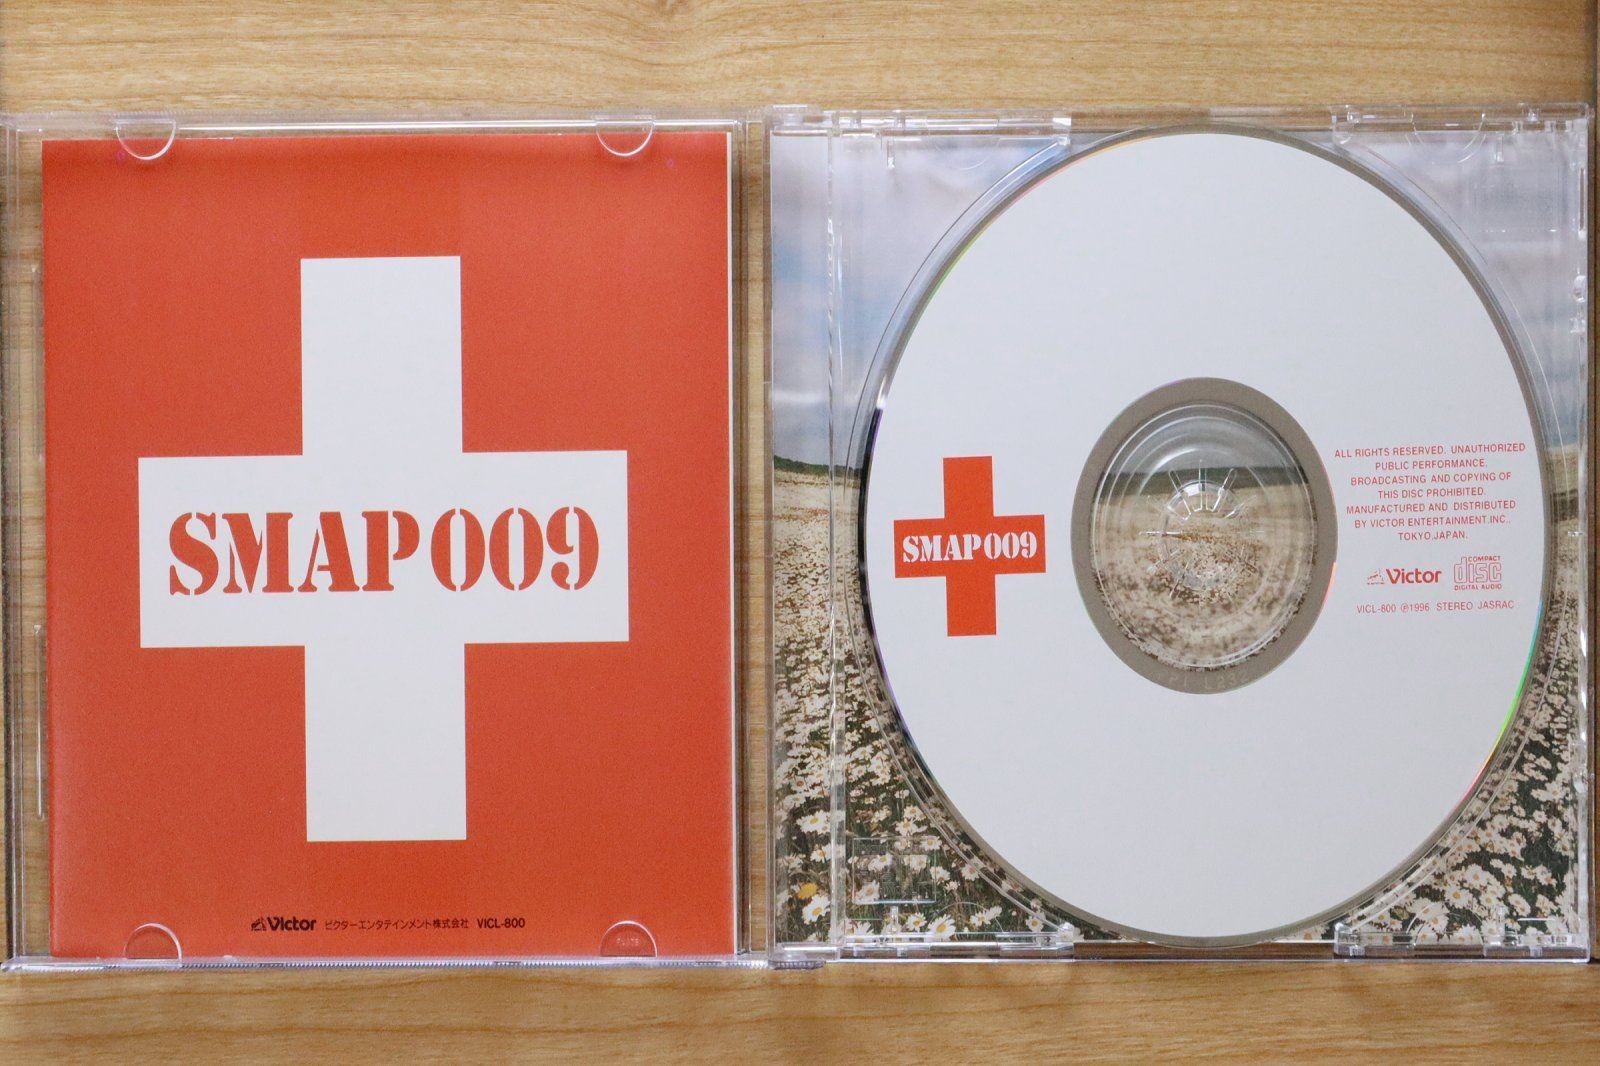 SMAP 009
Victor ビクターエンタテインメント株式会社 VICL-800
SMAP 009
ALL RIGHTS RESERVED. UNAUTHORIZED
PUBLIC PERFORMANCE,
BROADCASTING AND COPYING OF
THIS DISC PROHIBITED.
MANUFACTURED AND DISTRIBUTED
BY VICTOR ENTERTAINMENT.INC.,
TOKYO,JAPAN.
Victor COMPACT disc DIGITAL AUDIO
VICL-800 ℗1996 STEREO JASRAC